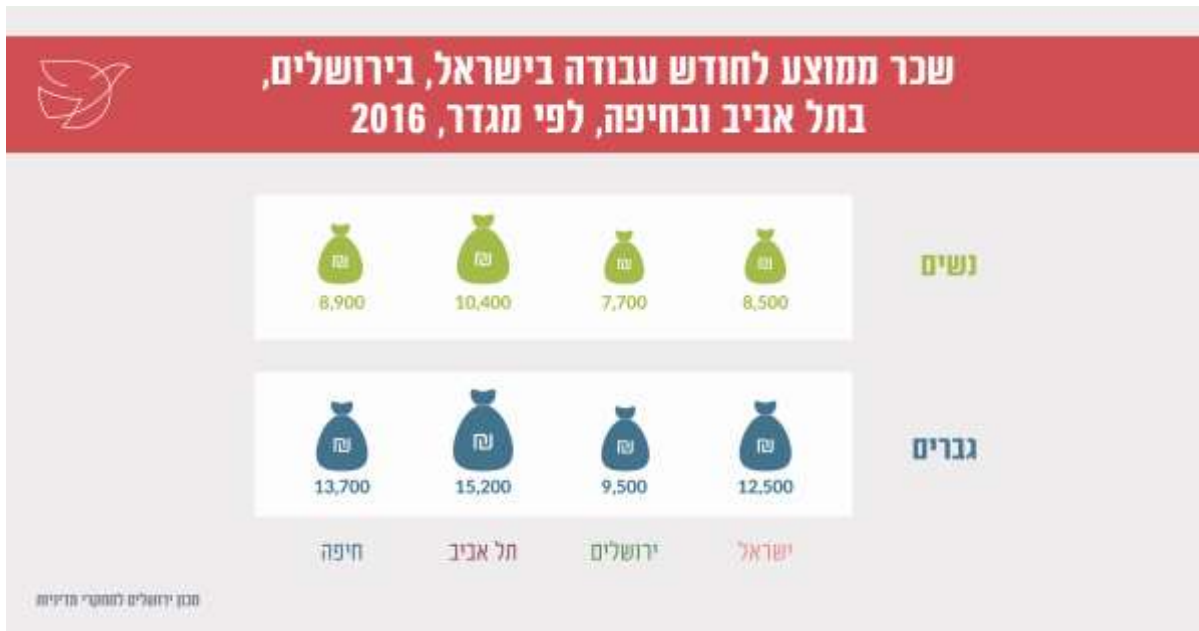 שכר ממוצע לחודש עבודה בישראל, בירושלים,
בתל אביב ובחיפה, לפי מגדר, 2016
נשים
₪ ₪ ₪ ₪
8,500 7,700 10,400 8,900
גברים
₪ ₪ ₪ ₪
12,500 9,500 15,200 13,700
ישראל ירושלים תל אביב חיפה
מכון ירושלים למחקרי מדיניות